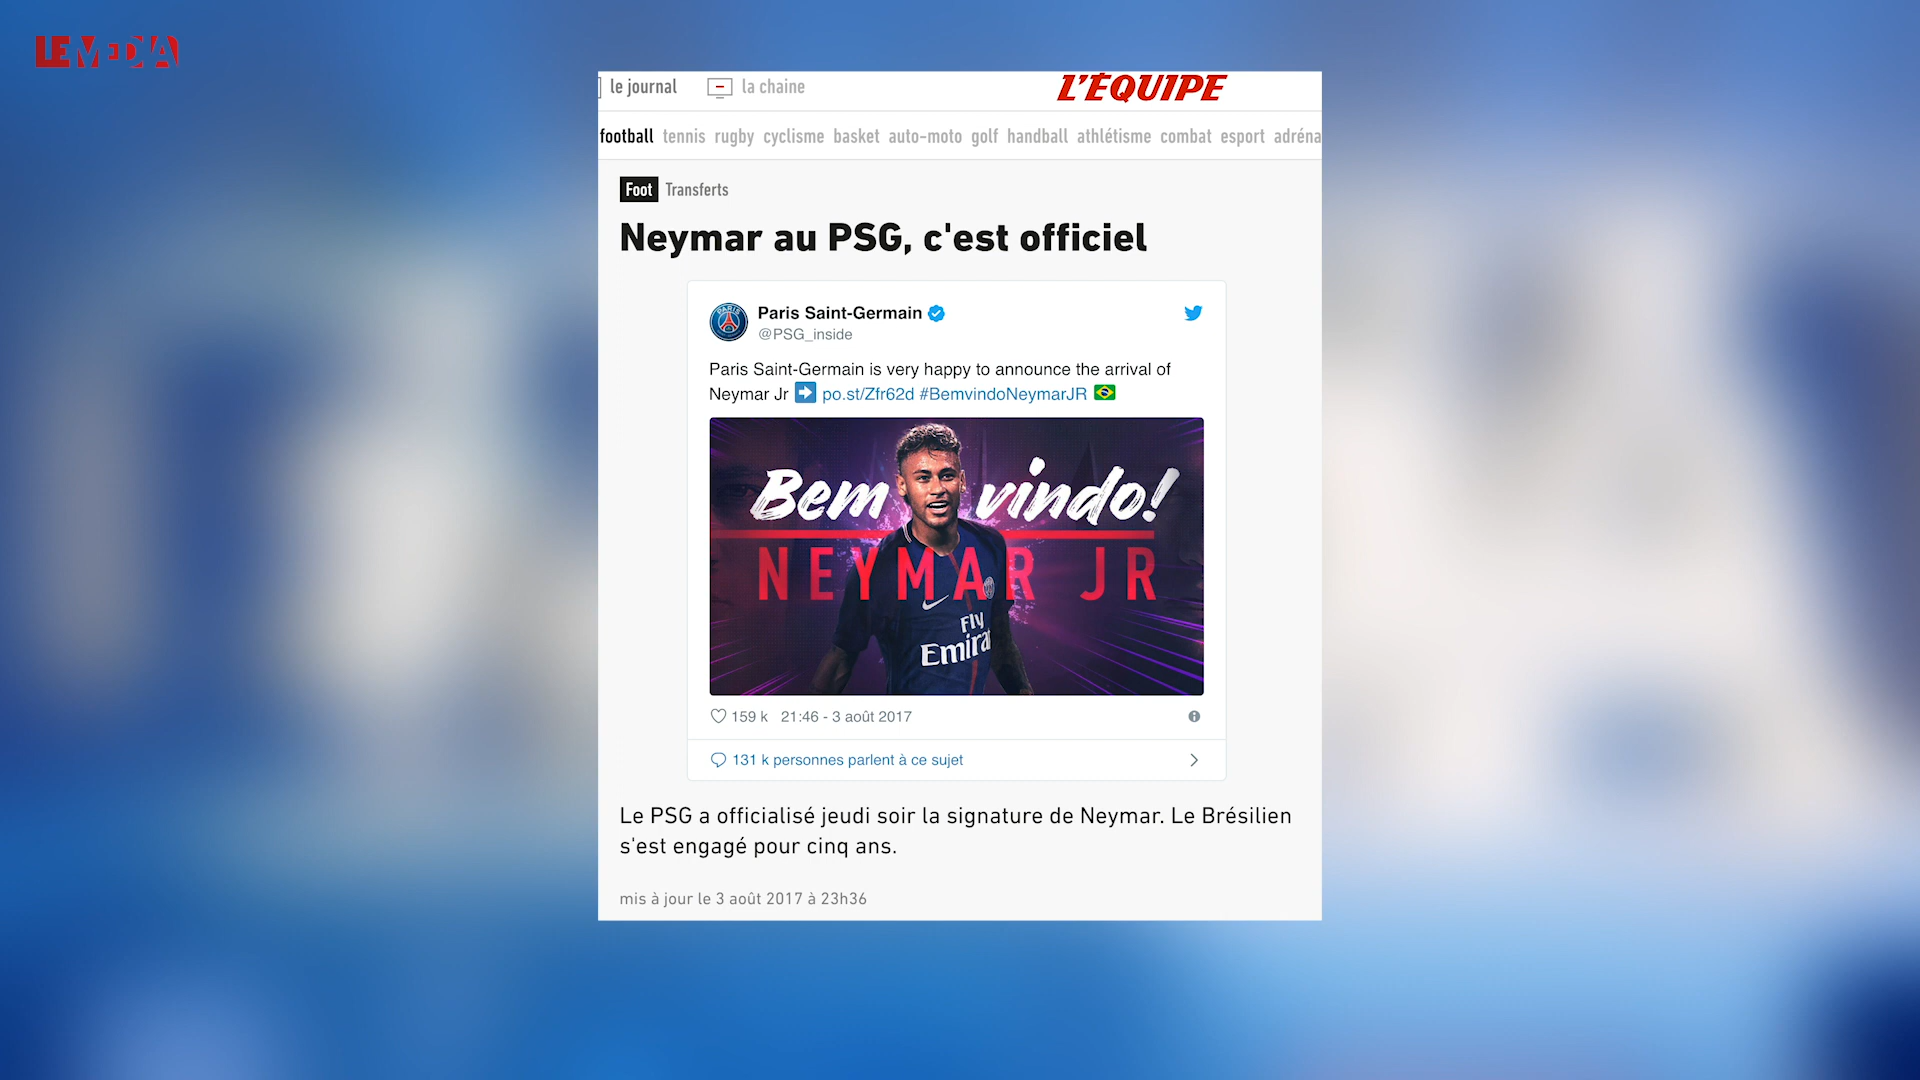 LE MEDIA
le journal
la chaine
L'ÉQUIPE
football tennis rugby cyclisme basket auto-moto golf handball athlétisme combat esport adréna
Foot Transferts
Neymar au PSG, c'est officiel
Paris Saint-Germain
@PSG_inside
Paris Saint-Germain is very happy to announce the arrival of
Neymar Jr ➡ po.st/Zfr62d #BemvindoNeymarJR 🇧🇷
PARIS
Bem vindo!
NEYMAR JR
Fly
Emirat
159 k 21:46 - 3 août 2017
131 k personnes parlent à ce sujet
Le PSG a officialisé jeudi soir la signature de Neymar. Le Brésilien
s'est engagé pour cinq ans.
mis à jour le 3 août 2017 à 23h36